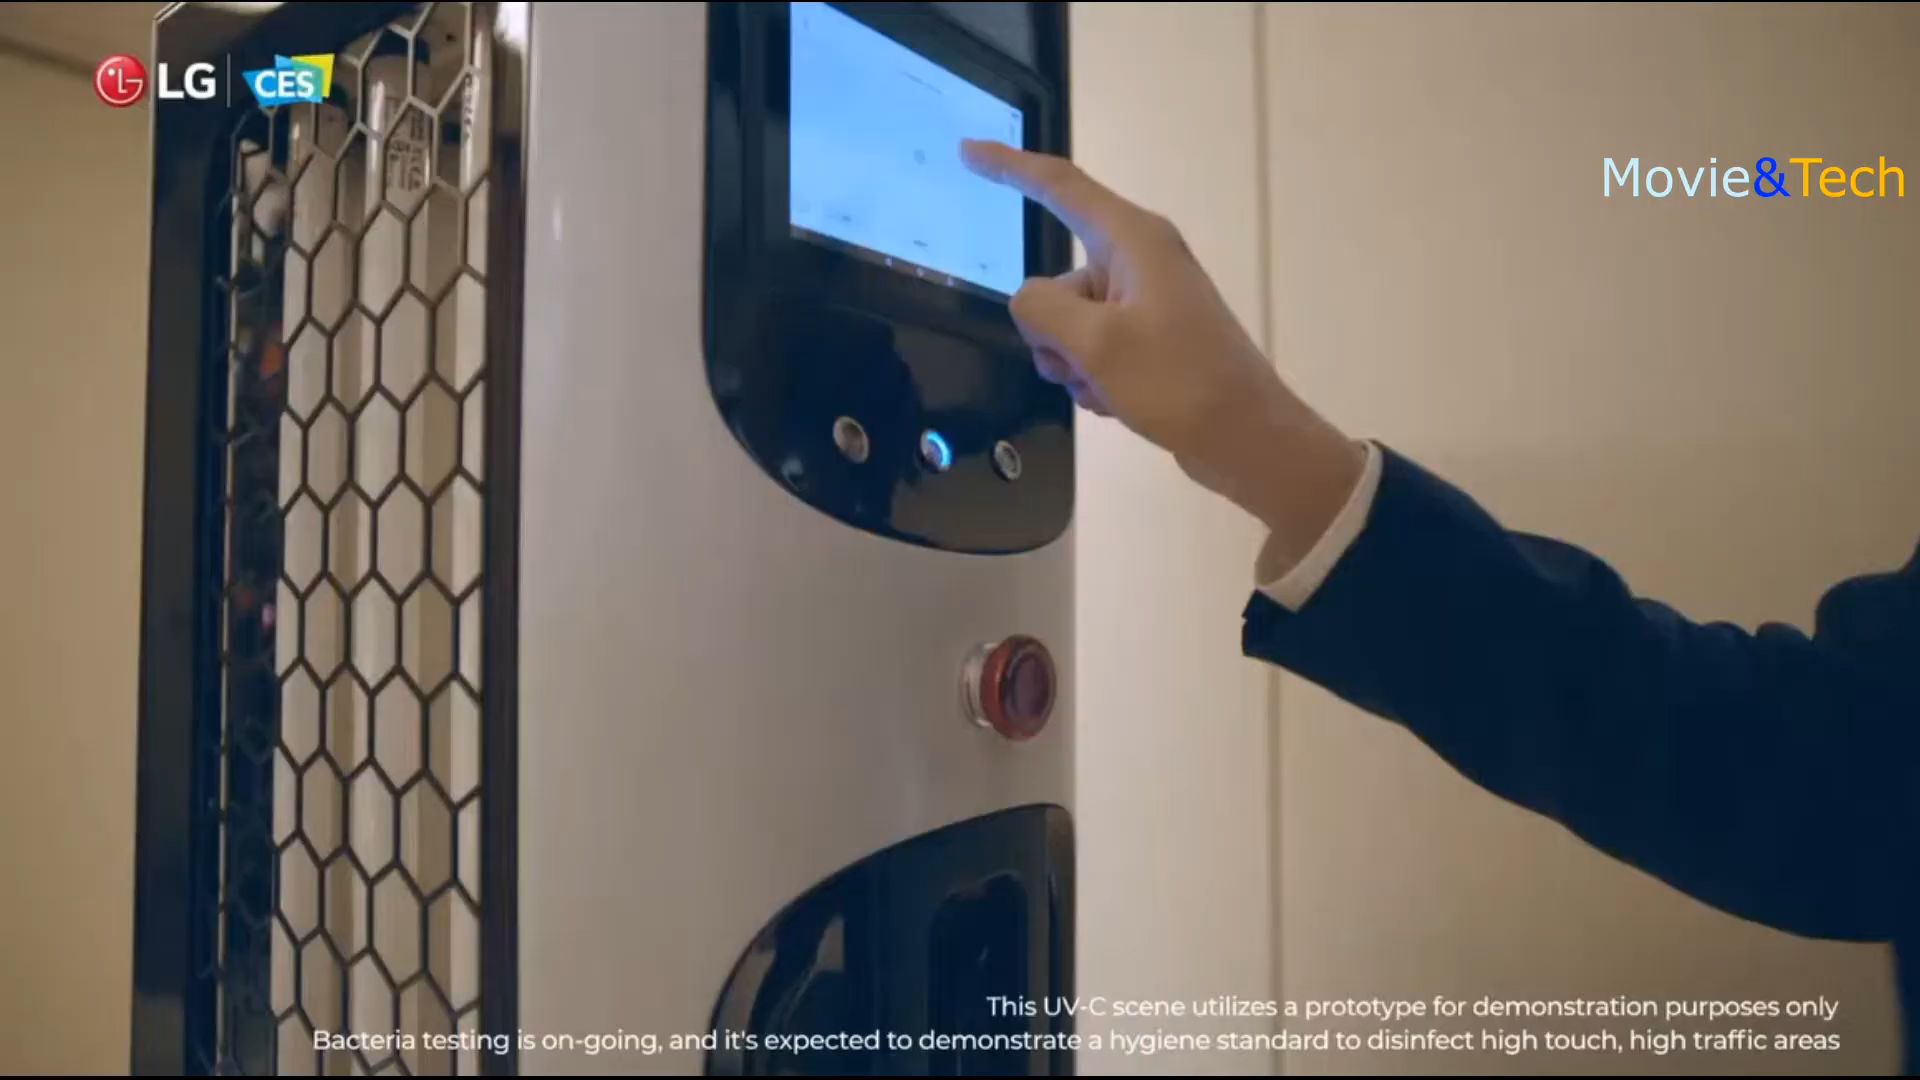 LG | CES
Movie&Tech
This UV-C scene utilizes a prototype for demonstration purposes only
Bacteria testing is on-going, and it's expected to demonstrate a hygiene standard to disinfect high touch, high traffic areas